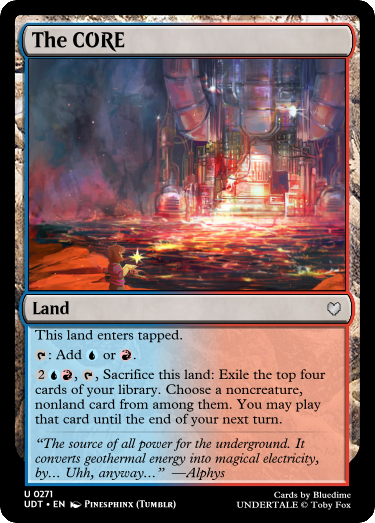 The CORE
Land
This land enters tapped.
: Add or .
2 , , Sacrifice this land: Exile the top four
cards of your library. Choose a noncreature,
nonland card from among them. You may play
that card until the end of your next turn.
“The source of all power for the underground. It
converts geothermal energy into magical electricity,
by… Uhh, anyway…” —Alphys
U 0271
UDT • EN PINESPHINX (TUMBLR)
Cards by Bluedime
UNDERTALE © Toby Fox